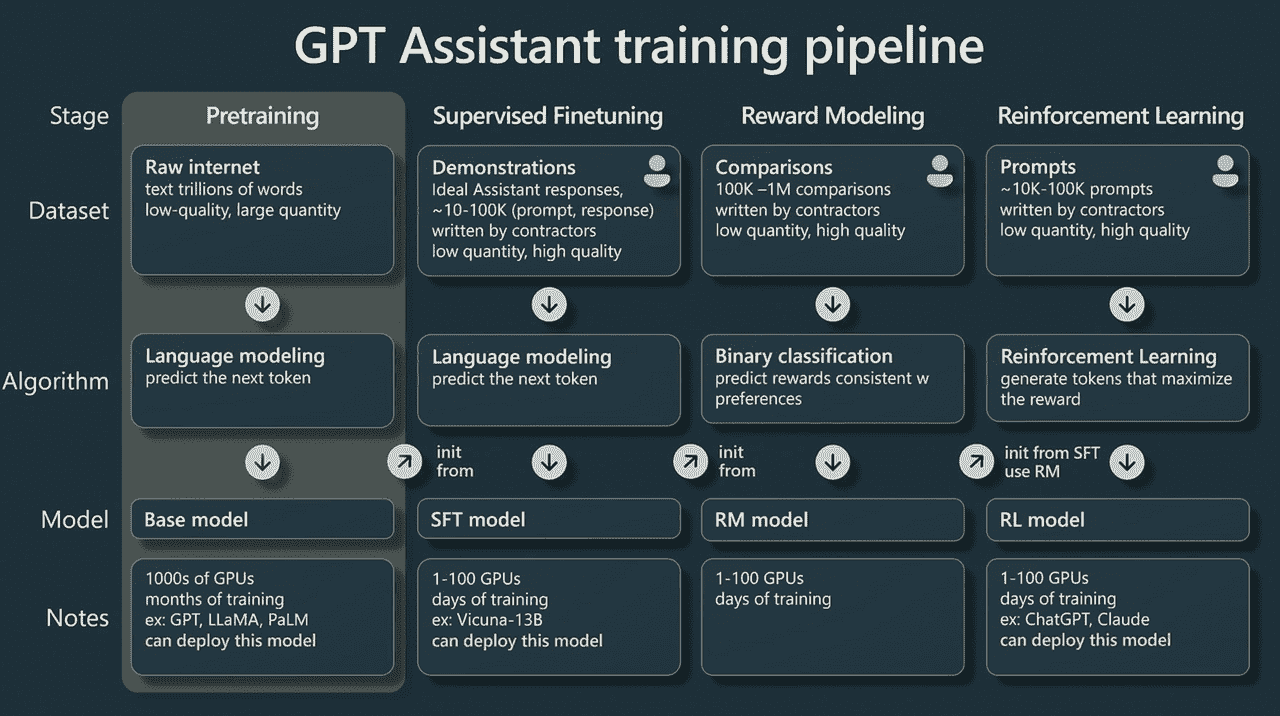 GPT Assistant training pipeline
Stage
Pretraining
Supervised Finetuning
Reward Modeling
Reinforcement Learning
Dataset
Raw internet
text trillions of words
low-quality, large quantity
Demonstrations
Ideal Assistant responses,
~10-100K (prompt, response)
written by contractors
low quantity, high quality
Comparisons
100K –1M comparisons
written by contractors
low quantity, high quality
Prompts
~10K-100K prompts
written by contractors
low quantity, high quality
Algorithm
Language modeling
predict the next token
Language modeling
predict the next token
Binary classification
predict rewards consistent w
preferences
Reinforcement Learning
generate tokens that maximize
the reward
init
from
init
from
init from SFT
use RM
Model
Base model
SFT model
RM model
RL model
Notes
1000s of GPUs
months of training
ex: GPT, LLaMA, PaLM
can deploy this model
1-100 GPUs
days of training
ex: Vicuna-13B
can deploy this model
1-100 GPUs
days of training
1-100 GPUs
days of training
ex: ChatGPT, Claude
can deploy this model